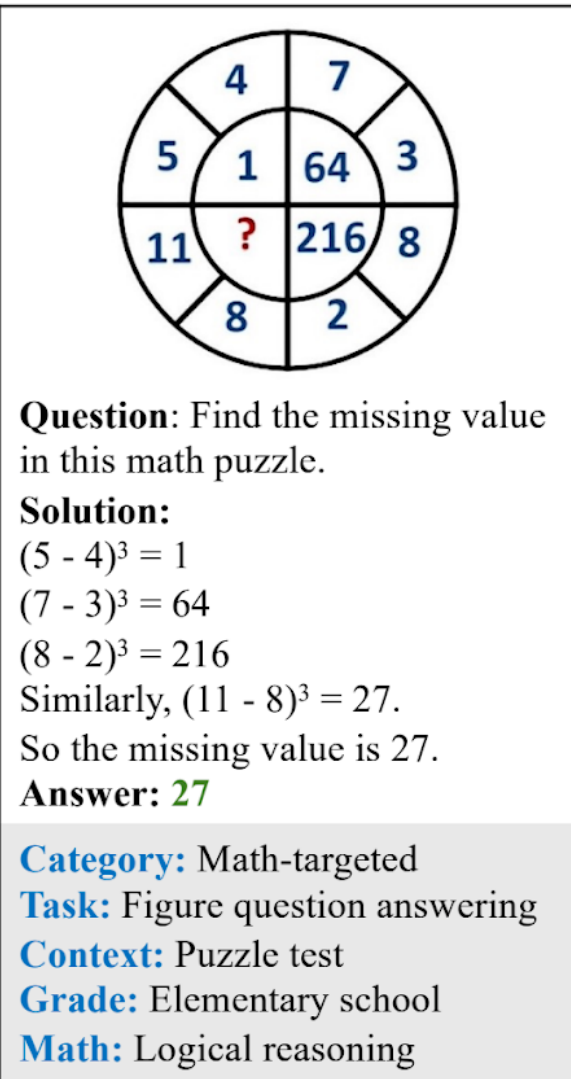 4 7
5 1 64 3
11 ? 216 8
8 2
Question: Find the missing value
in this math puzzle.
Solution:
(5 - 4)³ = 1
(7 - 3)³ = 64
(8 - 2)³ = 216
Similarly, (11 - 8)³ = 27.
So the missing value is 27.
Answer: 27
Category: Math-targeted
Task: Figure question answering
Context: Puzzle test
Grade: Elementary school
Math: Logical reasoning